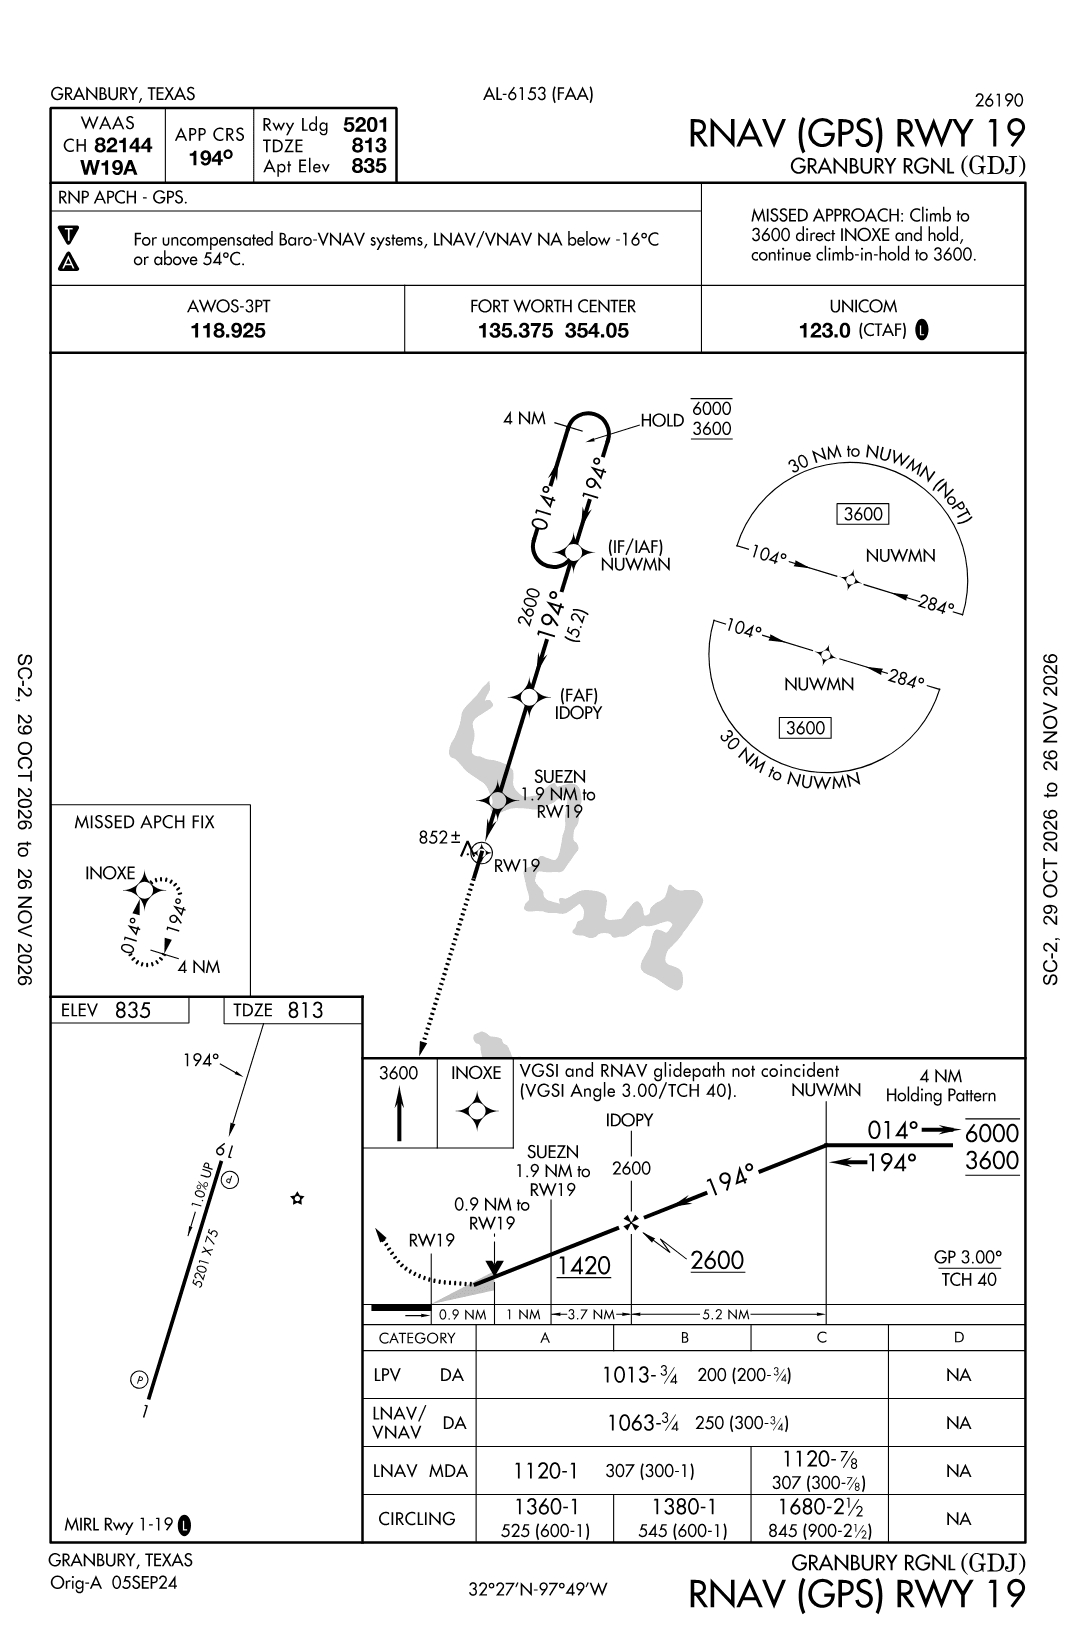 GRANBURY, TEXAS
AL-6153 (FAA)
26190
RNAV (GPS) RWY 19
GRANBURY RGNL (GDJ)
WAAS
CH 82144
W19A
APP CRS
194°
Rwy Ldg 5201
TDZE 813
Apt Elev 835
RNP APCH - GPS.
T
A
For uncompensated Baro-VNAV systems, LNAV/VNAV NA below -16°C
or above 54°C.
MISSED APPROACH: Climb to
3600 direct INOXE and hold,
continue climb-in-hold to 3600.
AWOS-3PT
118.925
FORT WORTH CENTER
135.375 354.05
UNICOM
123.0 (CTAF) L
4 NM
HOLD 6000
3600
014°
194°
(IF/IAF)
NUWMN
2600
194°
(5.2)
(FAF)
IDOPY
SUEZN
1.9 NM to
RW19
852±
RW19
30 NM to NUWMN (NoPT)
3600
NUWMN
104°
284°
104°
284°
NUWMN
3600
30 NM to NUWMN
SC-2, 29 OCT 2026 to 26 NOV 2026
SC-2, 29 OCT 2026 to 26 NOV 2026
MISSED APCH FIX
INOXE
014°
194°
4 NM
ELEV 835
TDZE 813
194°
19
P
1.0% UP
5201 X 75
P
1
MIRL Rwy 1-19 L
3600
INOXE
VGSI and RNAV glidepath not coincident
(VGSI Angle 3.00/TCH 40).
NUWMN
4 NM
Holding Pattern
IDOPY
014°
6000
194°
3600
SUEZN
1.9 NM to
RW19
2600
194°
0.9 NM to
RW19
RW19
1420
2600
GP 3.00°
TCH 40
0.9 NM
1 NM
3.7 NM
5.2 NM
CATEGORY A B C D
LPV DA 1013-¾ 200 (200-¾) NA
LNAV/
VNAV DA 1063-¾ 250 (300-¾) NA
LNAV MDA 1120-1 307 (300-1) 1120-⅞
307 (300-⅞) NA
CIRCLING 1360-1
525 (600-1) 1380-1
545 (600-1) 1680-2½
845 (900-2½) NA
GRANBURY, TEXAS
Orig-A 05SEP24
32°27'N-97°49'W
GRANBURY RGNL (GDJ)
RNAV (GPS) RWY 19